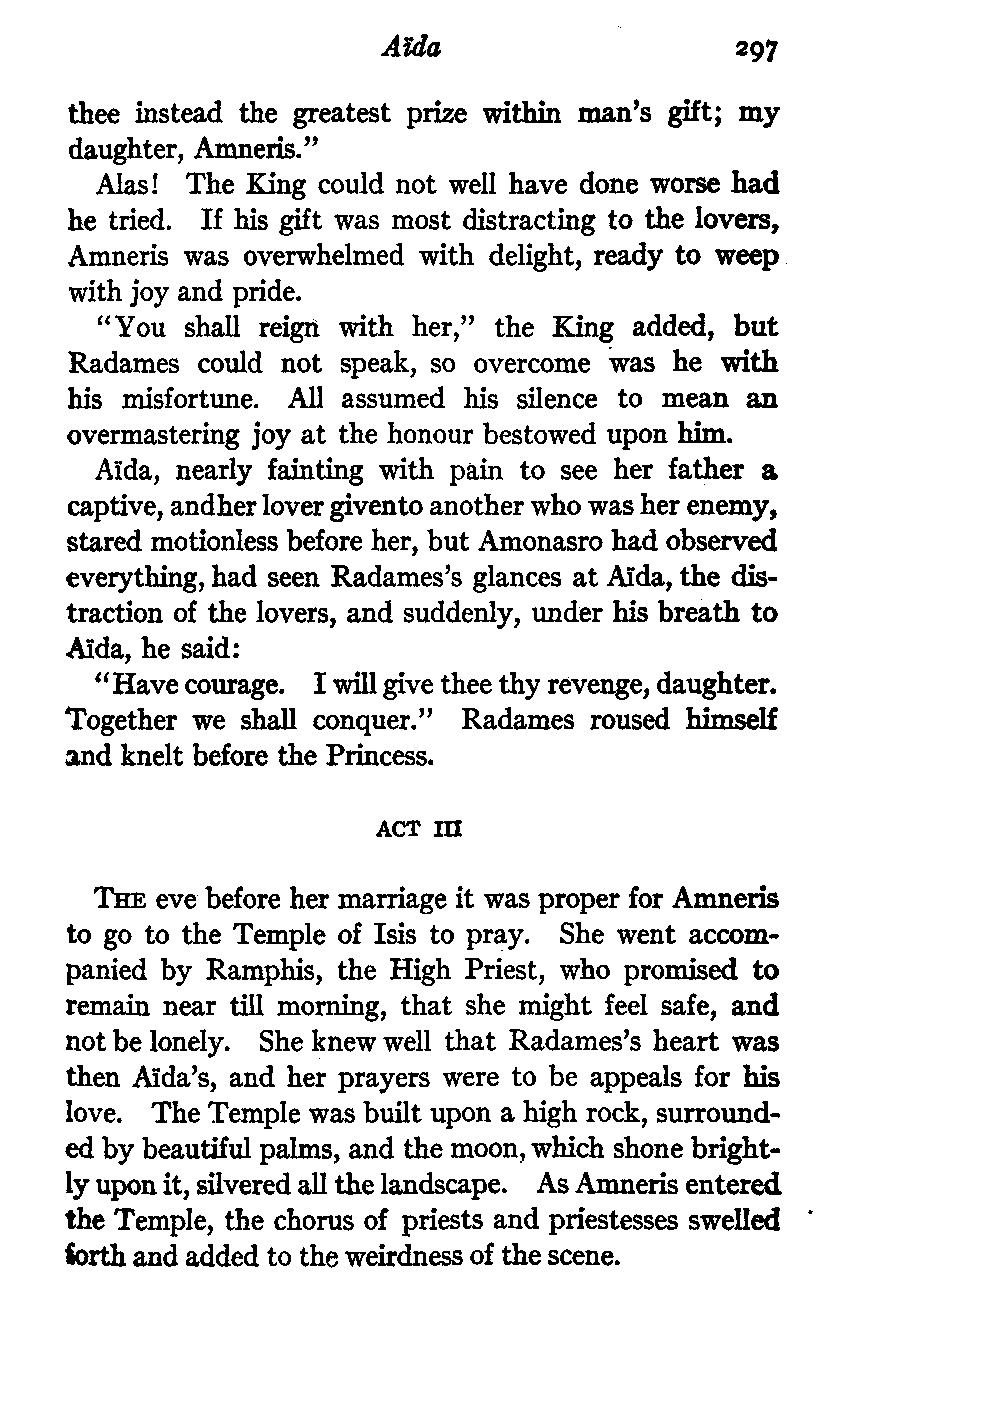 Aïda 297
thee instead the greatest prize within man's gift; my
daughter, Amneris."
Alas! The King could not well have done worse had
he tried. If his gift was most distracting to the lovers,
Amneris was overwhelmed with delight, ready to weep
with joy and pride.
"You shall reign with her," the King added, but
Radames could not speak, so overcome was he with
his misfortune. All assumed his silence to mean an
overmastering joy at the honour bestowed upon him.
Aïda, nearly fainting with pain to see her father a
captive, andher lover givento another who was her enemy,
stared motionless before her, but Amonasro had observed
everything, had seen Radames's glances at Aïda, the dis-
traction of the lovers, and suddenly, under his breath to
Aïda, he said:
"Have courage. I will give thee thy revenge, daughter.
Together we shall conquer." Radames roused himself
and knelt before the Princess.
ACT III
THE eve before her marriage it was proper for Amneris
to go to the Temple of Isis to pray. She went accom-
panied by Ramphis, the High Priest, who promised to
remain near till morning, that she might feel safe, and
not be lonely. She knew well that Radames's heart was
then Aïda's, and her prayers were to be appeals for his
love. The Temple was built upon a high rock, surround-
ed by beautiful palms, and the moon, which shone bright-
ly upon it, silvered all the landscape. As Amneris entered
the Temple, the chorus of priests and priestesses swelled
forth and added to the weirdness of the scene.